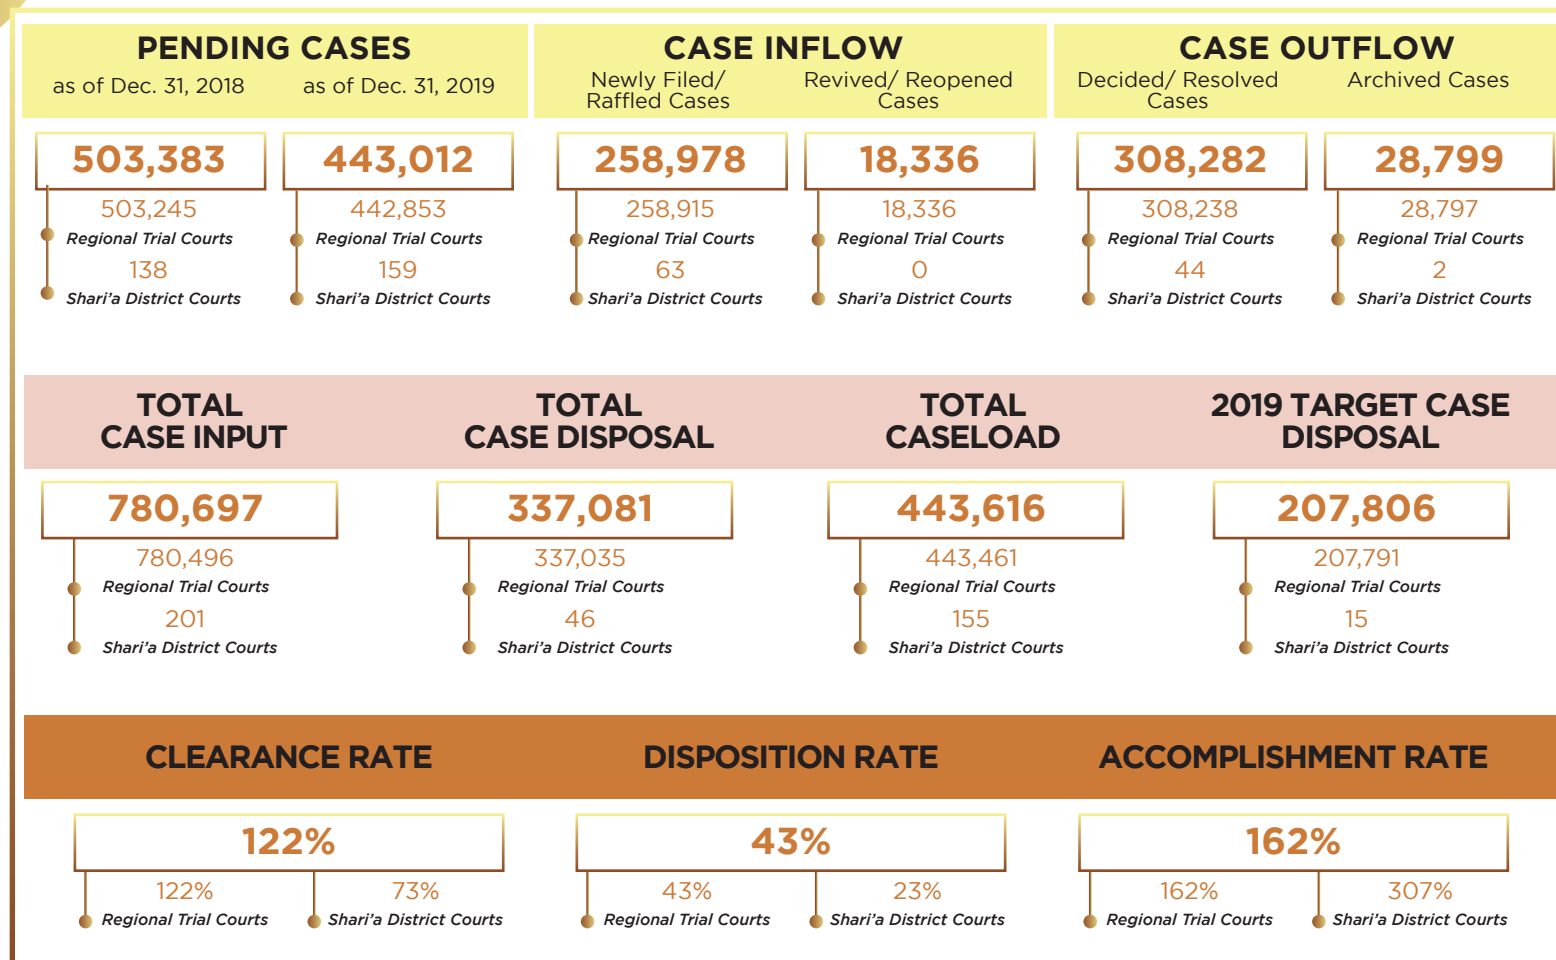 PENDING CASES
as of Dec. 31, 2018
as of Dec. 31, 2019
503,383
503,245
Regional Trial Courts
138
Shari'a District Courts
443,012
442,853
Regional Trial Courts
159
Shari'a District Courts
CASE INFLOW
Newly Filed/
Raffled Cases
Revived/ Reopened
Cases
258,978
258,915
Regional Trial Courts
63
Shari'a District Courts
18,336
18,336
Regional Trial Courts
0
Shari'a District Courts
CASE OUTFLOW
Decided/ Resolved
Cases
Archived Cases
308,282
308,238
Regional Trial Courts
44
Shari'a District Courts
28,799
28,797
Regional Trial Courts
2
Shari'a District Courts
TOTAL
CASE INPUT
780,697
780,496
Regional Trial Courts
201
Shari'a District Courts
TOTAL
CASE DISPOSAL
337,081
337,035
Regional Trial Courts
46
Shari'a District Courts
TOTAL
CASELOAD
443,616
443,461
Regional Trial Courts
155
Shari'a District Courts
2019 TARGET CASE
DISPOSAL
207,806
207,791
Regional Trial Courts
15
Shari'a District Courts
CLEARANCE RATE
122%
122%
Regional Trial Courts
73%
Shari'a District Courts
DISPOSITION RATE
43%
43%
Regional Trial Courts
23%
Shari'a District Courts
ACCOMPLISHMENT RATE
162%
162%
Regional Trial Courts
307%
Shari'a District Courts